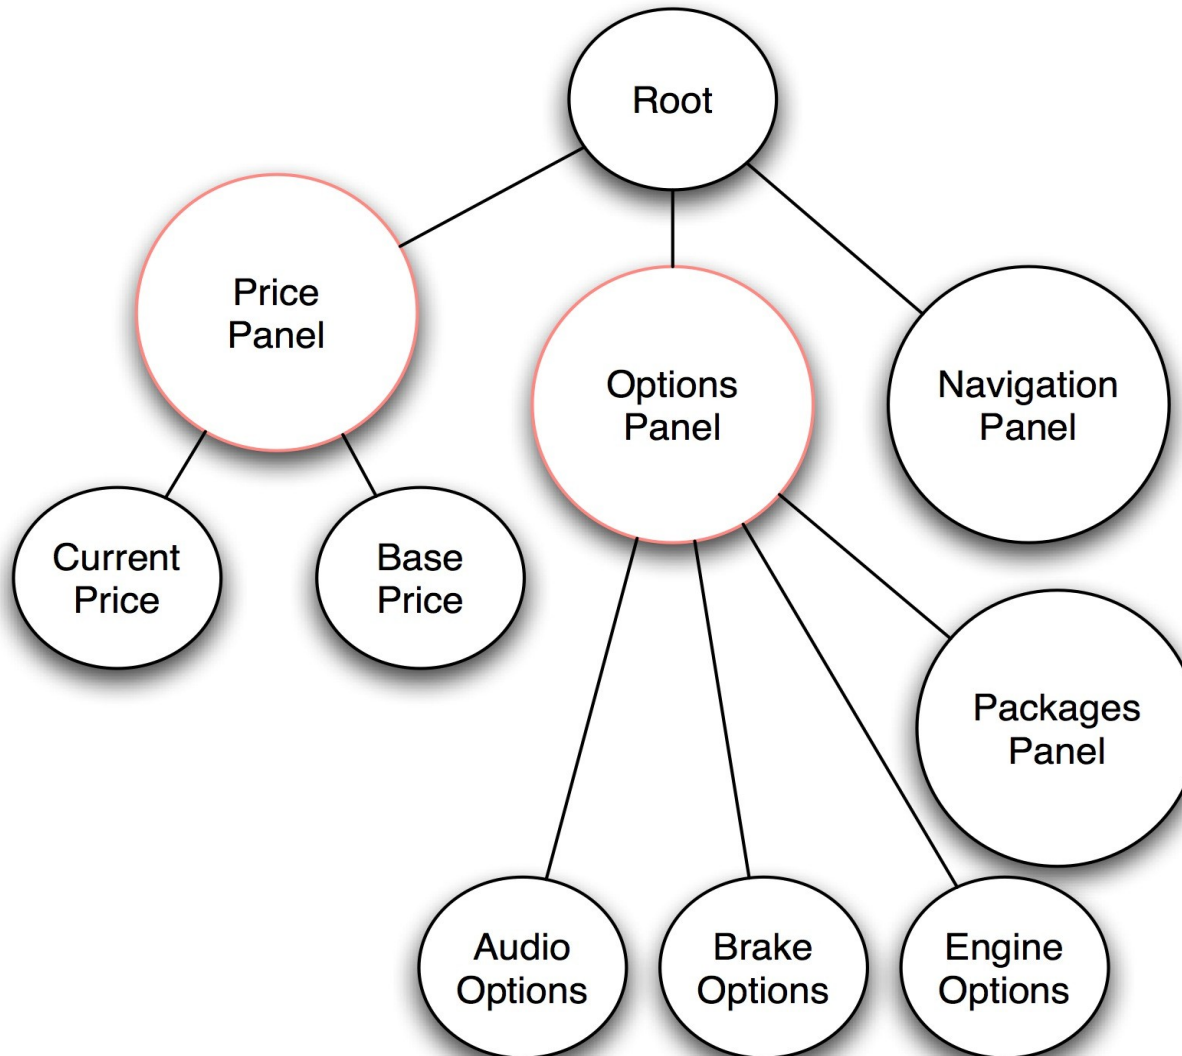 Root
Price
Panel
Options
Panel
Navigation
Panel
Current
Price
Base
Price
Packages
Panel
Audio
Options
Brake
Options
Engine
Options